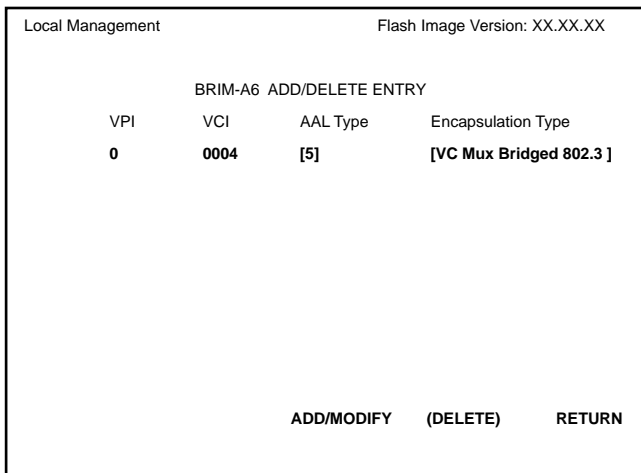 Local Management Flash Image Version: XX.XX.XX
BRIM-A6 ADD/DELETE ENTRY
VPI VCI AAL Type Encapsulation Type
0 0004 [5] [VC Mux Bridged 802.3 ]
ADD/MODIFY (DELETE) RETURN